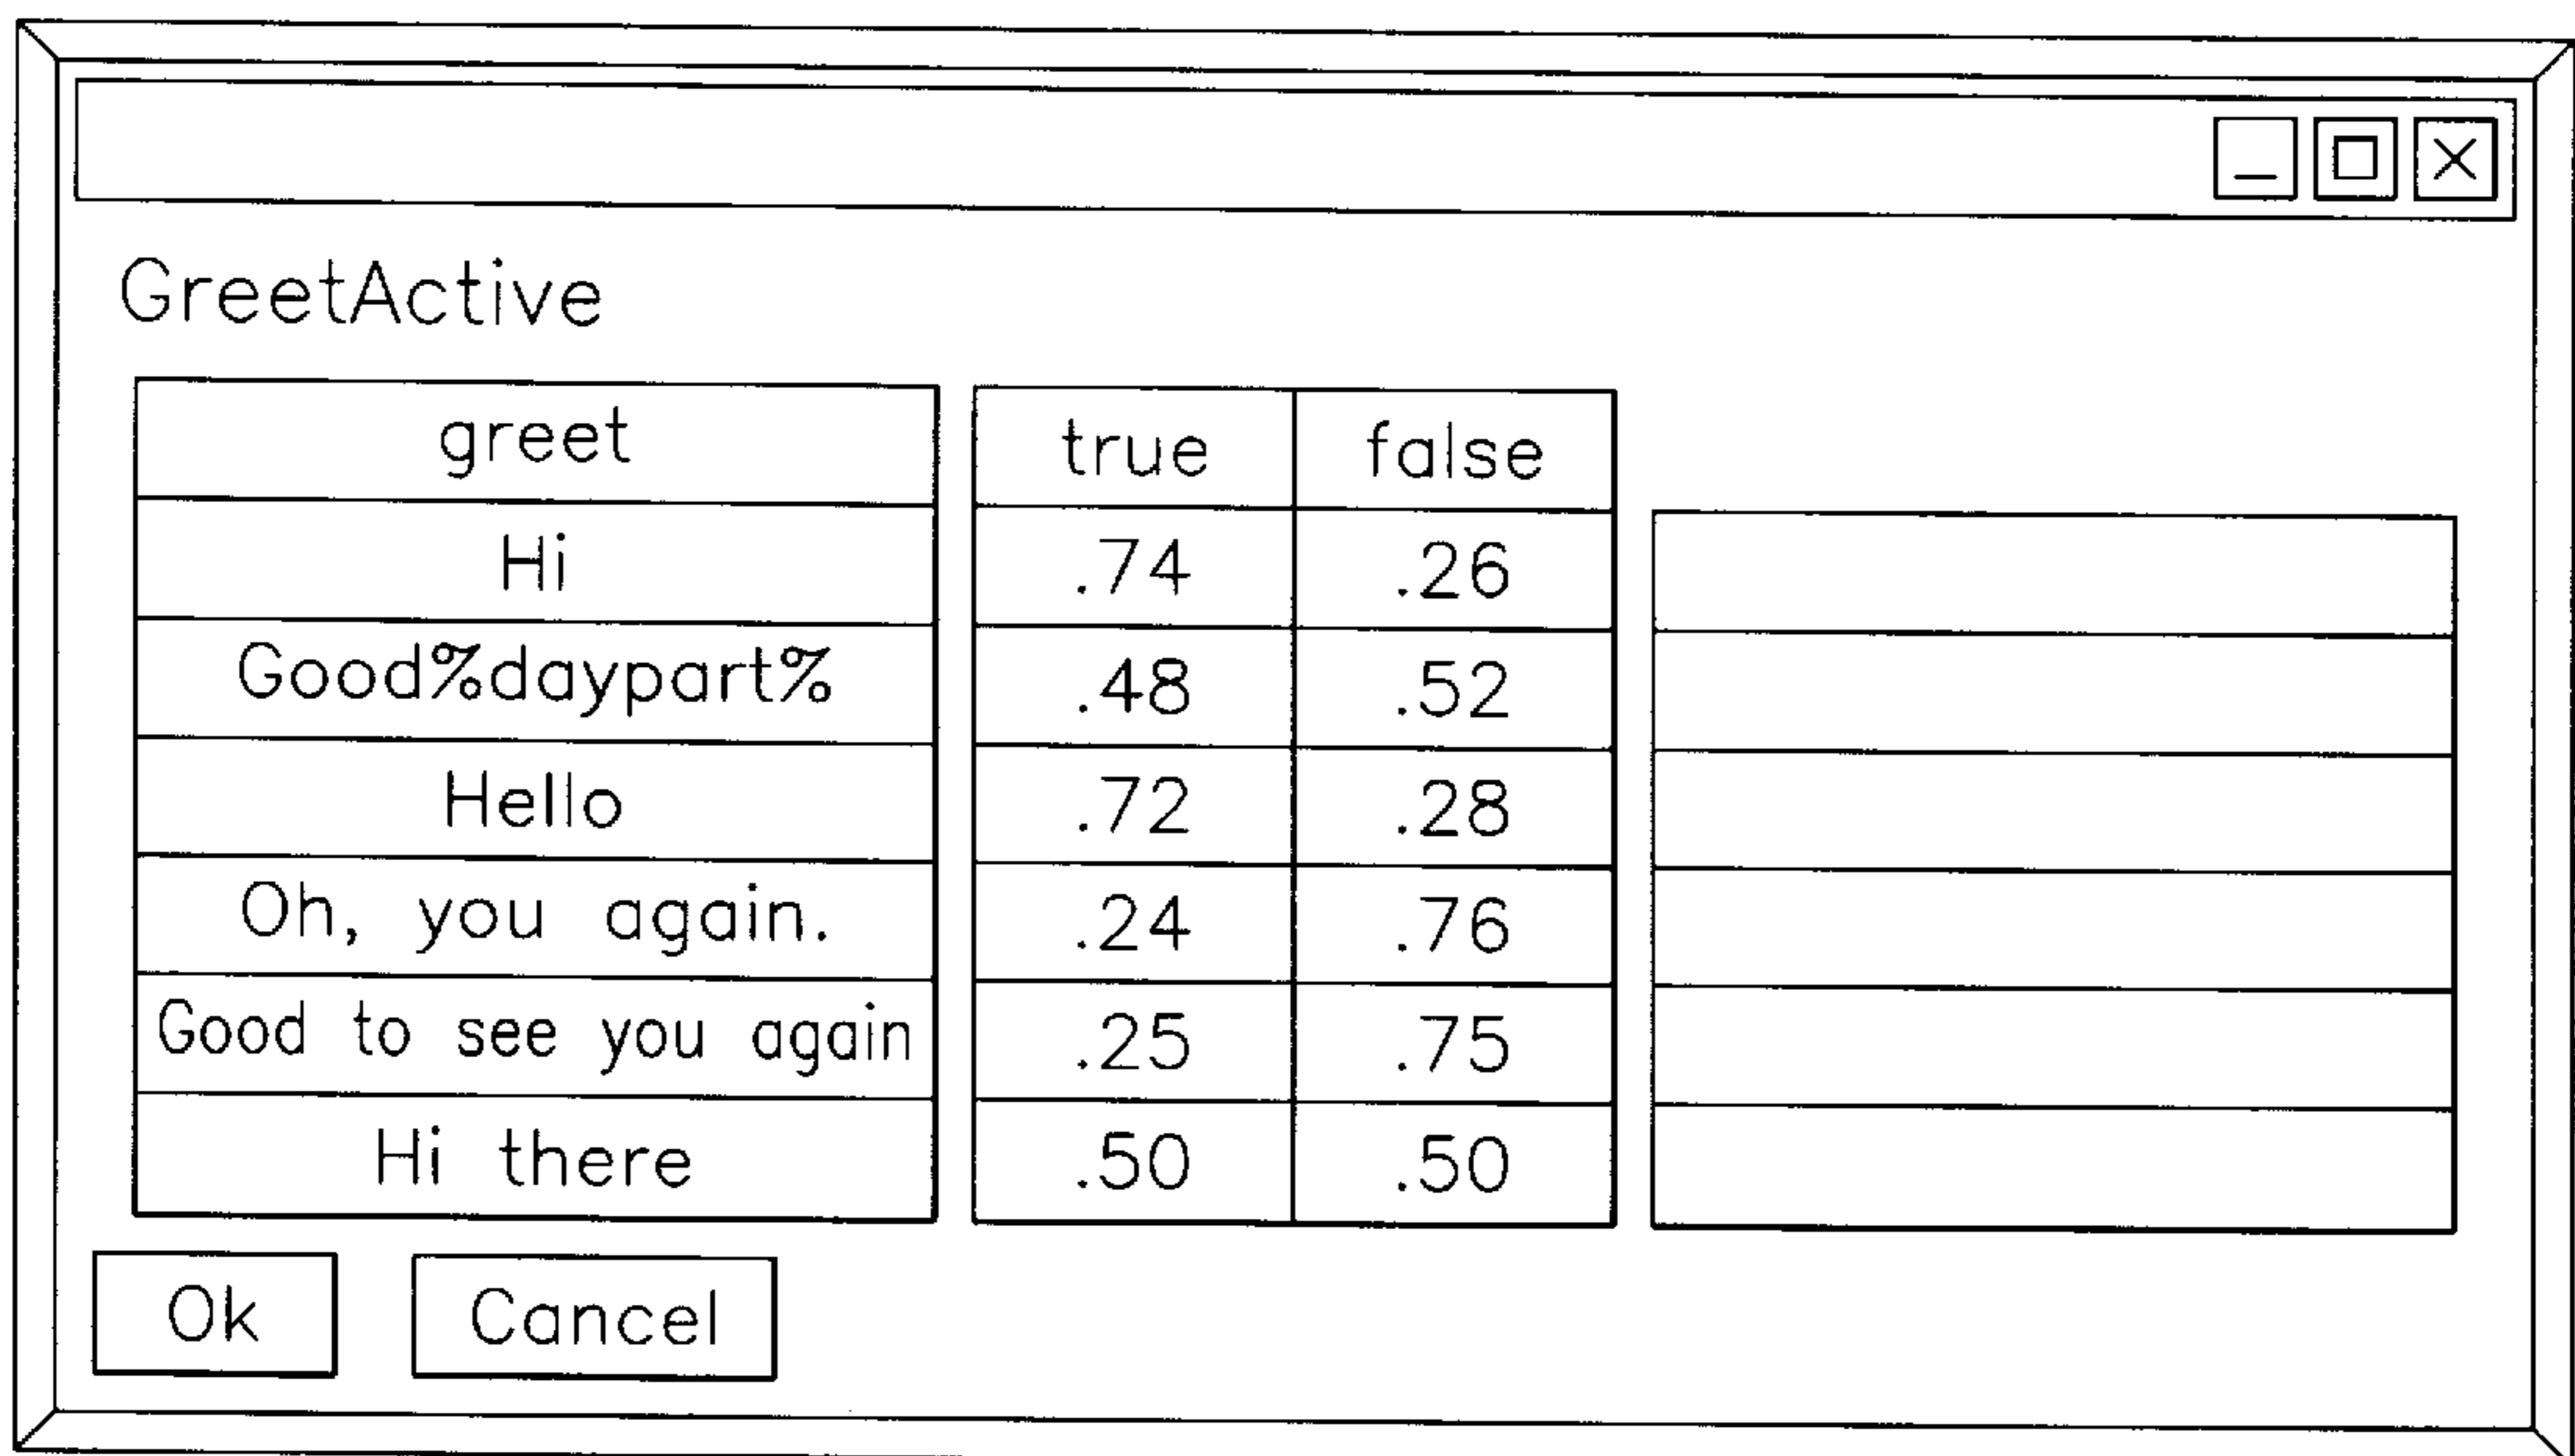 GreetActive
greet true false
Hi .74 .26
Good%daypart% .48 .52
Hello .72 .28
Oh, you again. .24 .76
Good to see you again .25 .75
Hi there .50 .50
Ok Cancel